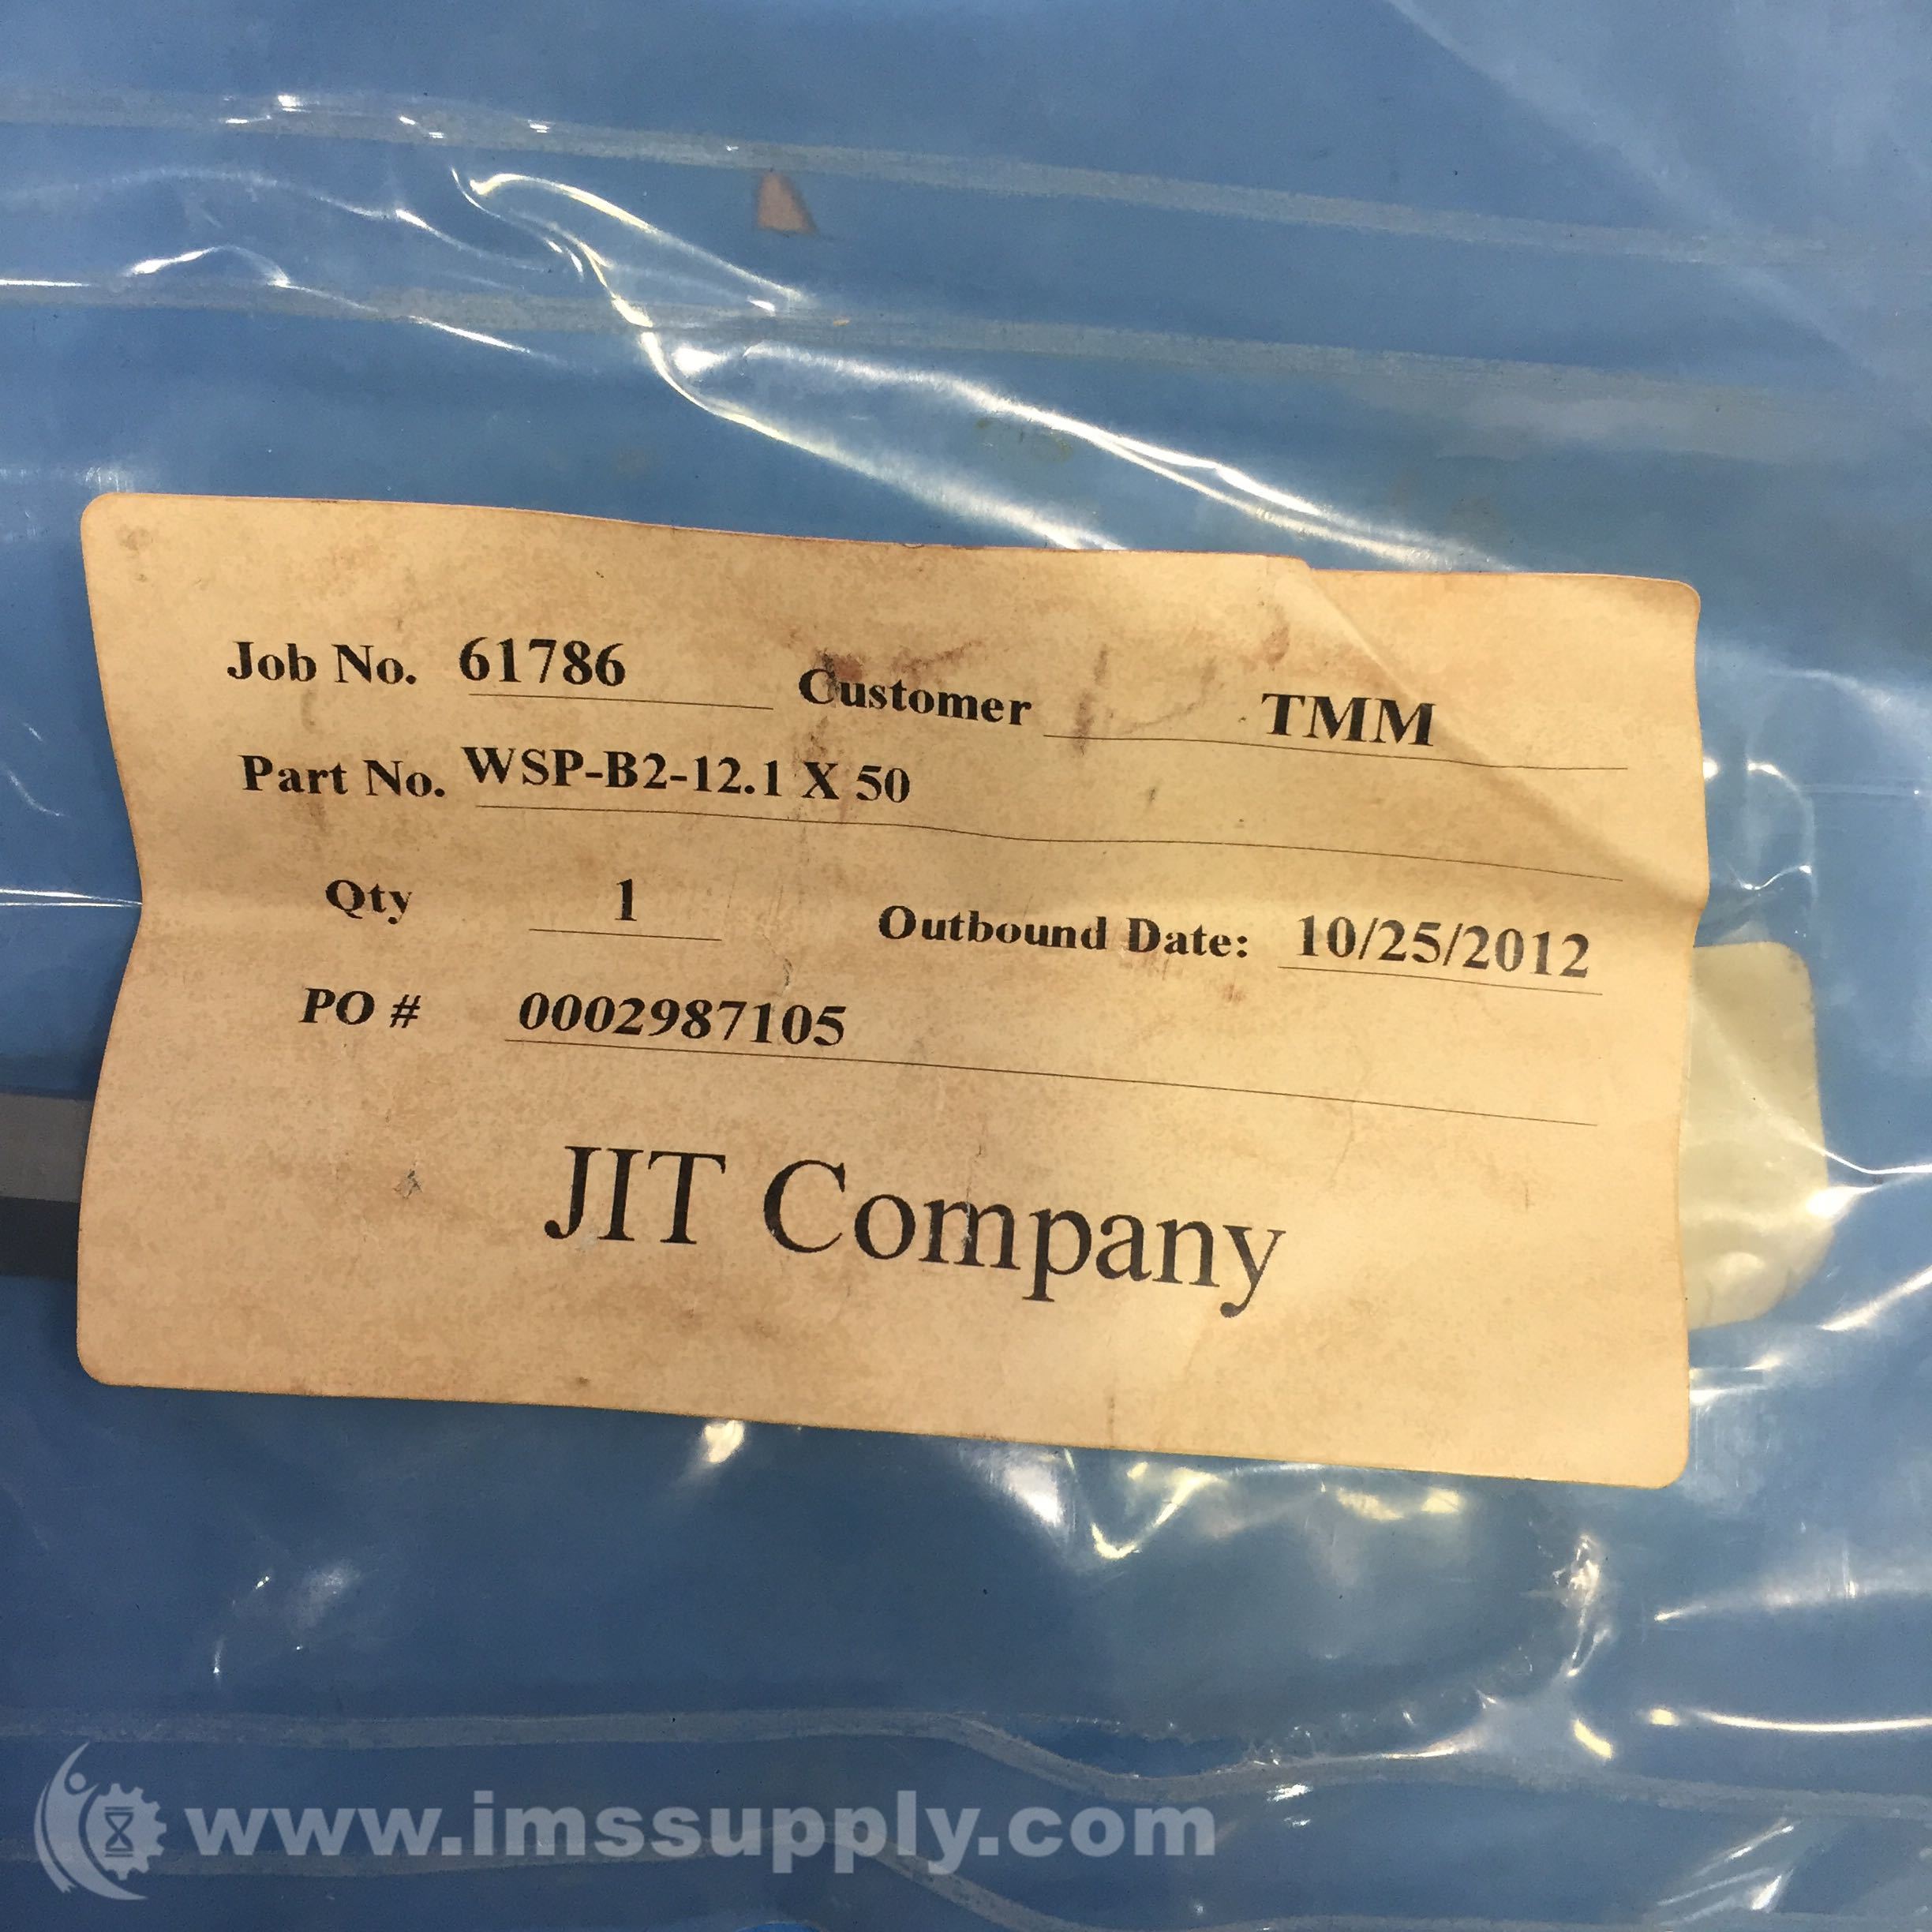 Job No. 61786 Customer TMM
Part No. WSP-B2-12.1 X 50
Qty 1 Outbound Date: 10/25/2012
PO # 0002987105
JIT Company
www.imssupply.com